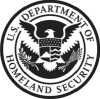 U.S. DEPARTMENT OF
HOMELAND SECURITY